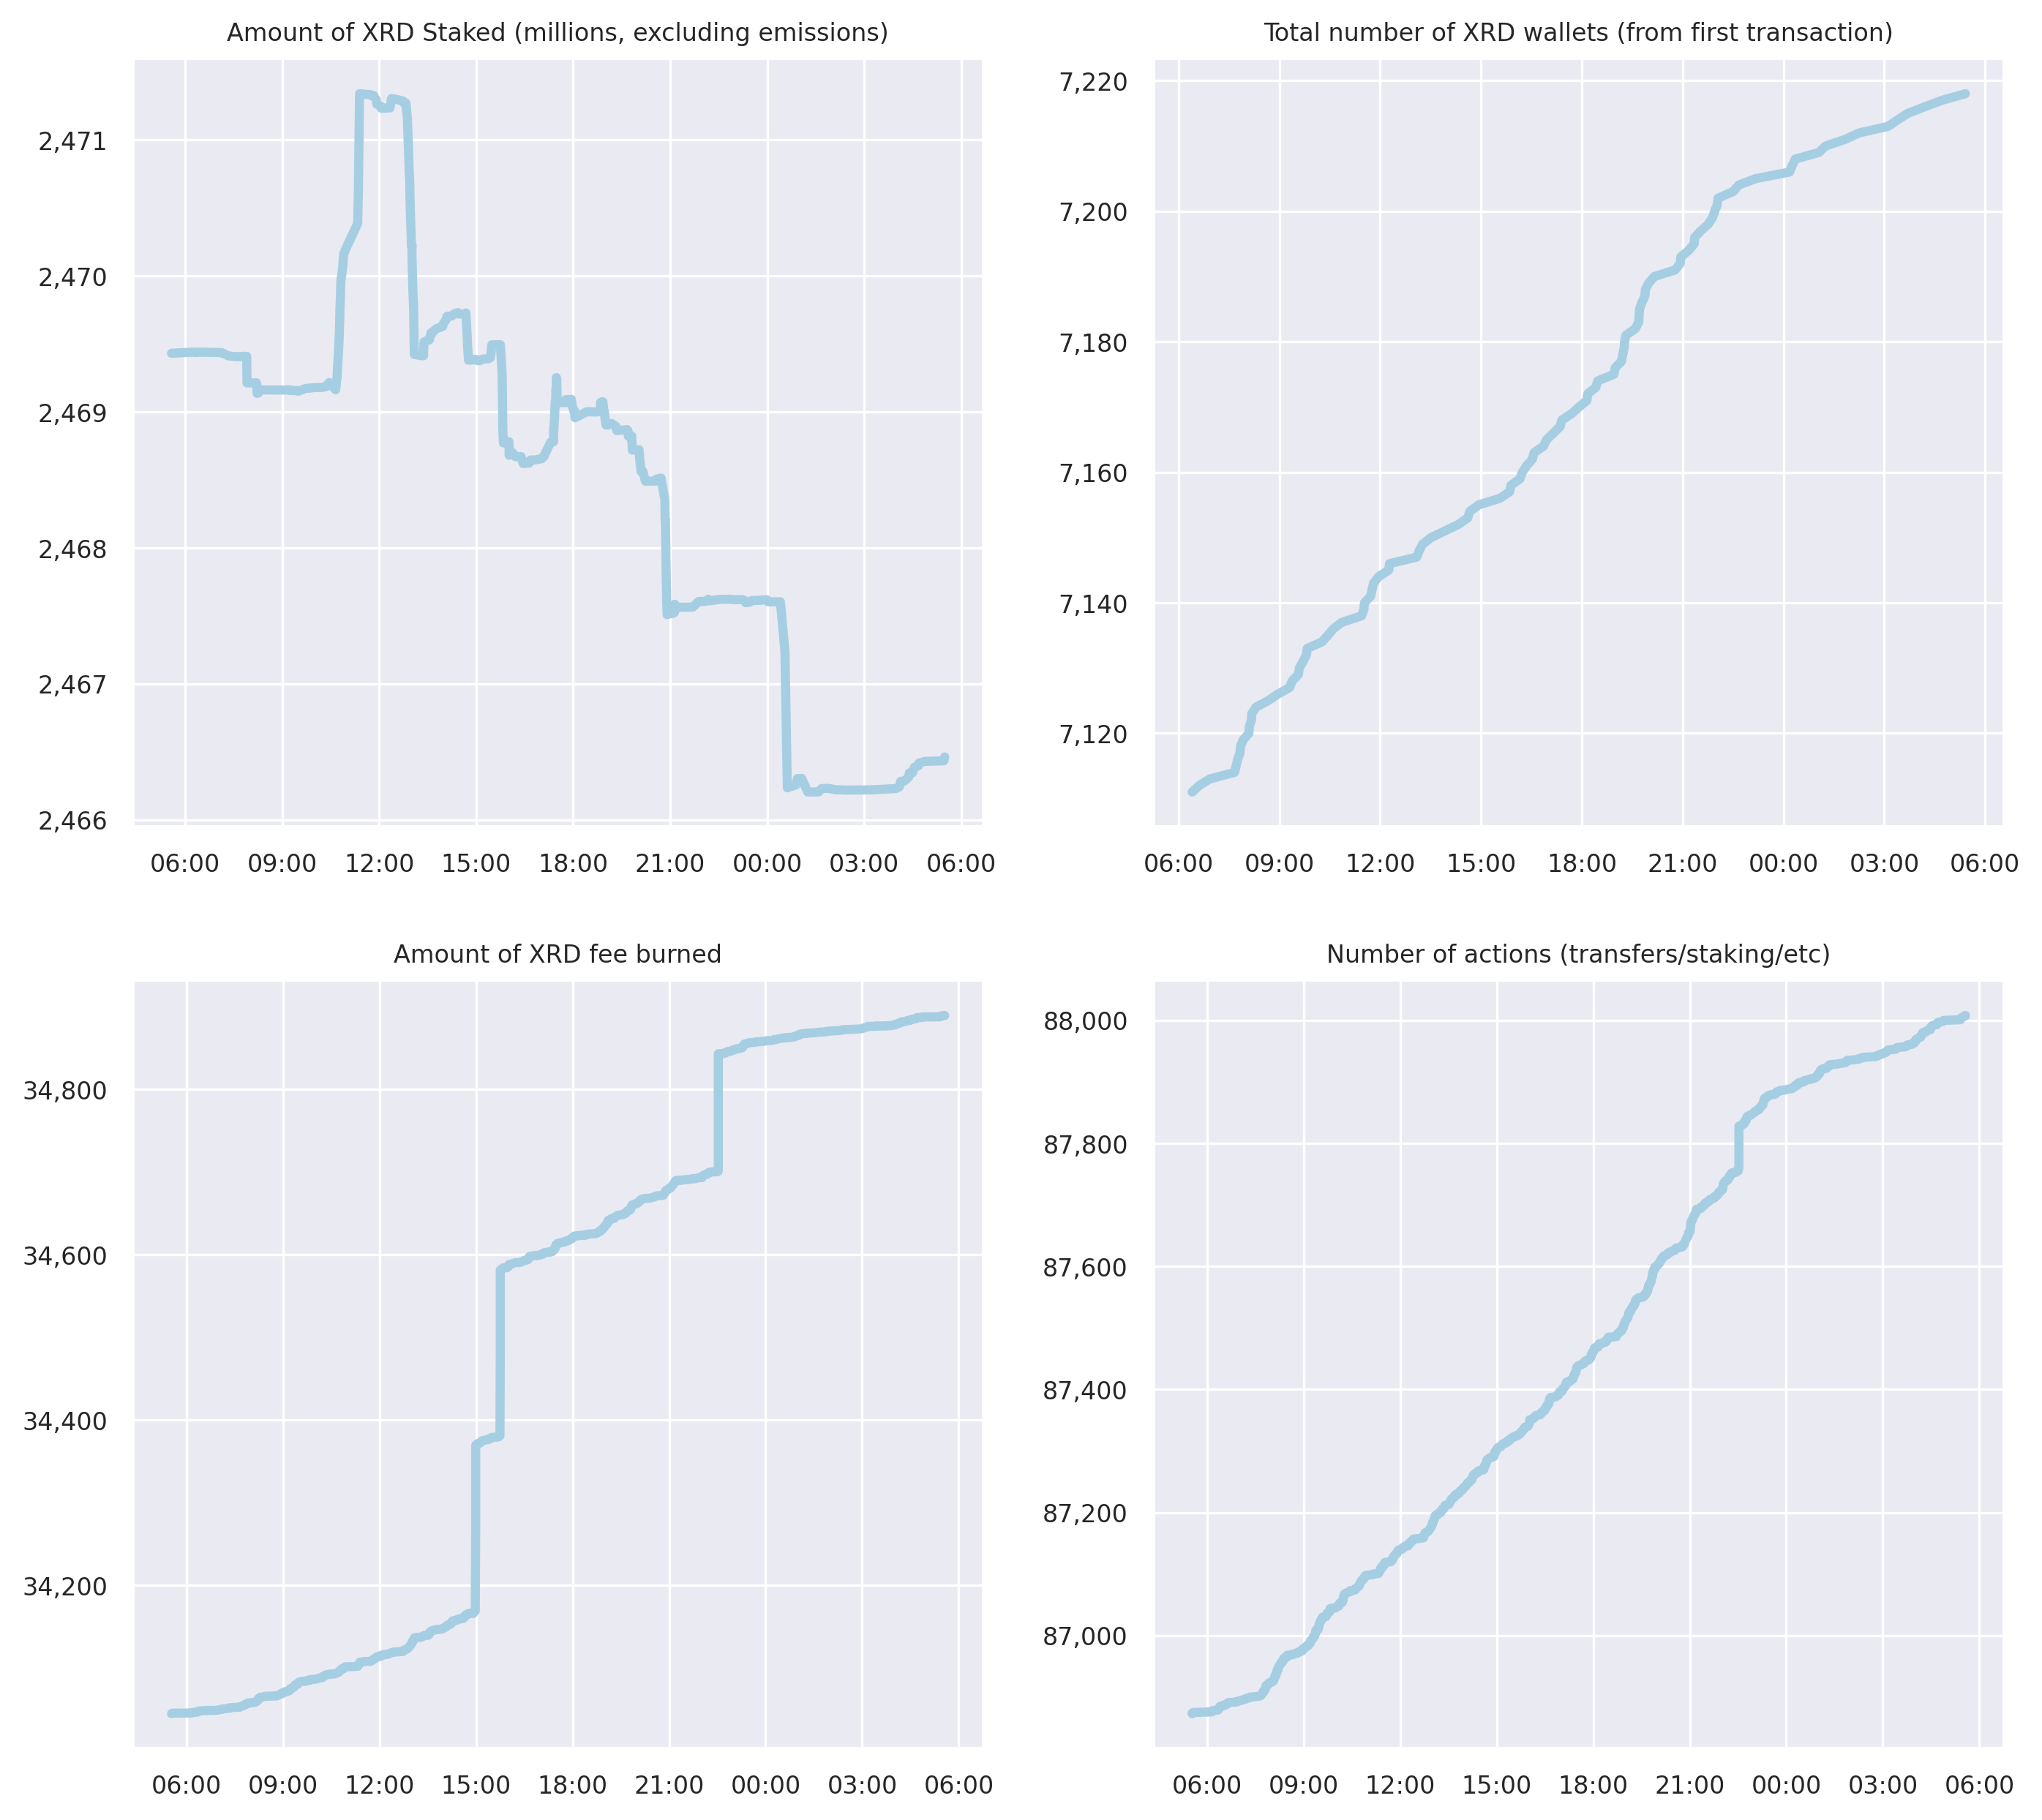 Amount of XRD Staked (millions, excluding emissions)
2,471
2,470
2,469
2,468
2,467
2,466
06:00 09:00 12:00 15:00 18:00 21:00 00:00 03:00 06:00
Total number of XRD wallets (from first transaction)
7,220
7,200
7,180
7,160
7,140
7,120
06:00 09:00 12:00 15:00 18:00 21:00 00:00 03:00 06:00
Amount of XRD fee burned
34,800
34,600
34,400
34,200
06:00 09:00 12:00 15:00 18:00 21:00 00:00 03:00 06:00
Number of actions (transfers/staking/etc)
88,000
87,800
87,600
87,400
87,200
87,000
06:00 09:00 12:00 15:00 18:00 21:00 00:00 03:00 06:00